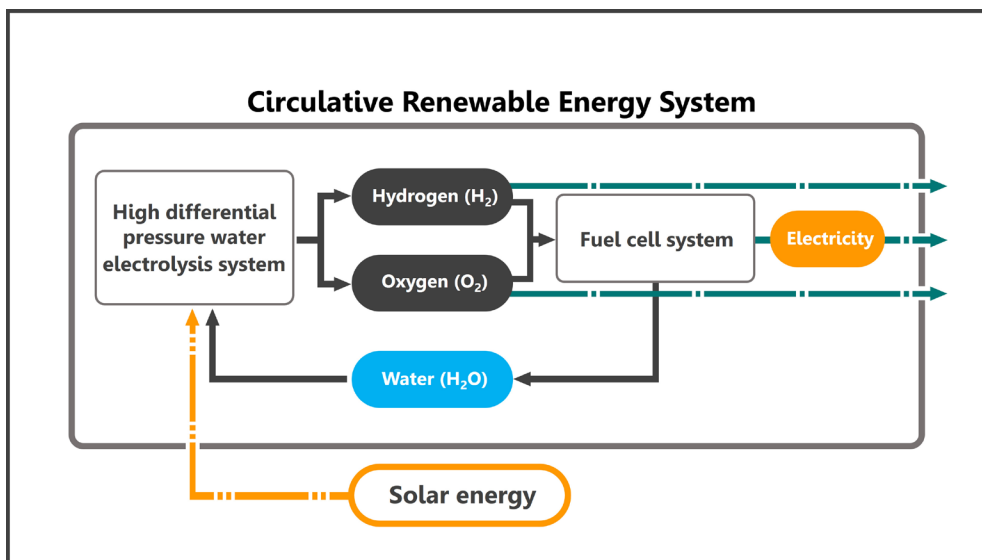 Circulative Renewable Energy System
High differential
pressure water
electrolysis system
Hydrogen (H₂)
Oxygen (O₂)
Fuel cell system
Electricity
Water (H₂O)
Solar energy